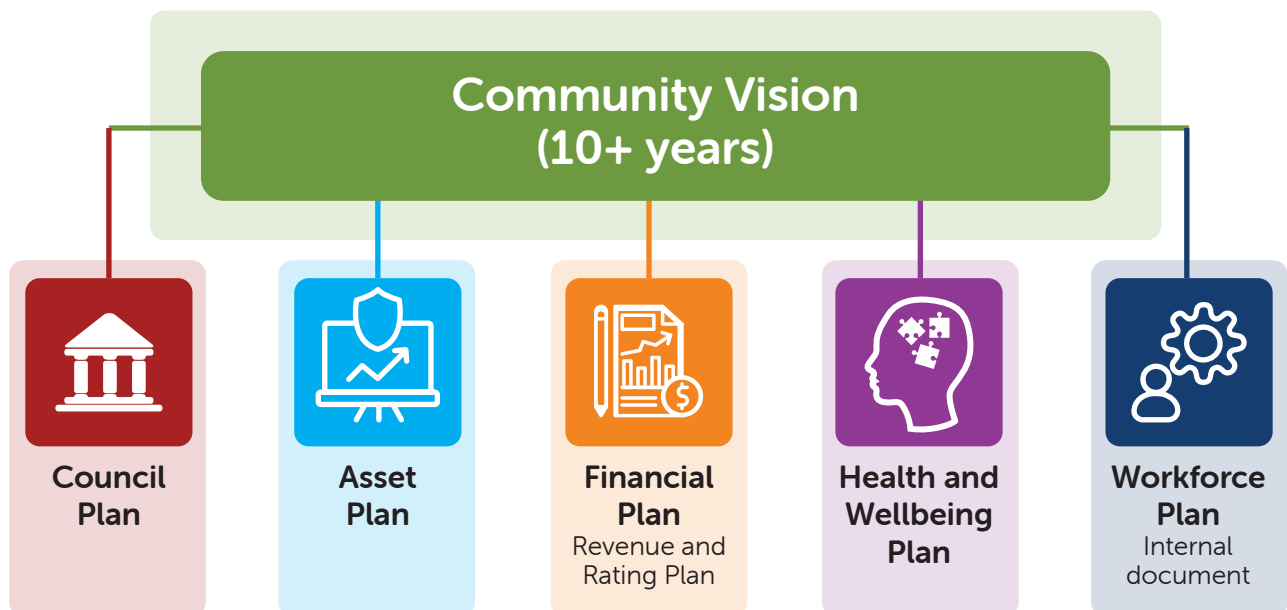 Community Vision
(10+ years)
Council
Plan
Asset
Plan
$
Financial
Plan
Revenue and
Rating Plan
Health and
Wellbeing
Plan
Workforce
Plan
Internal
document